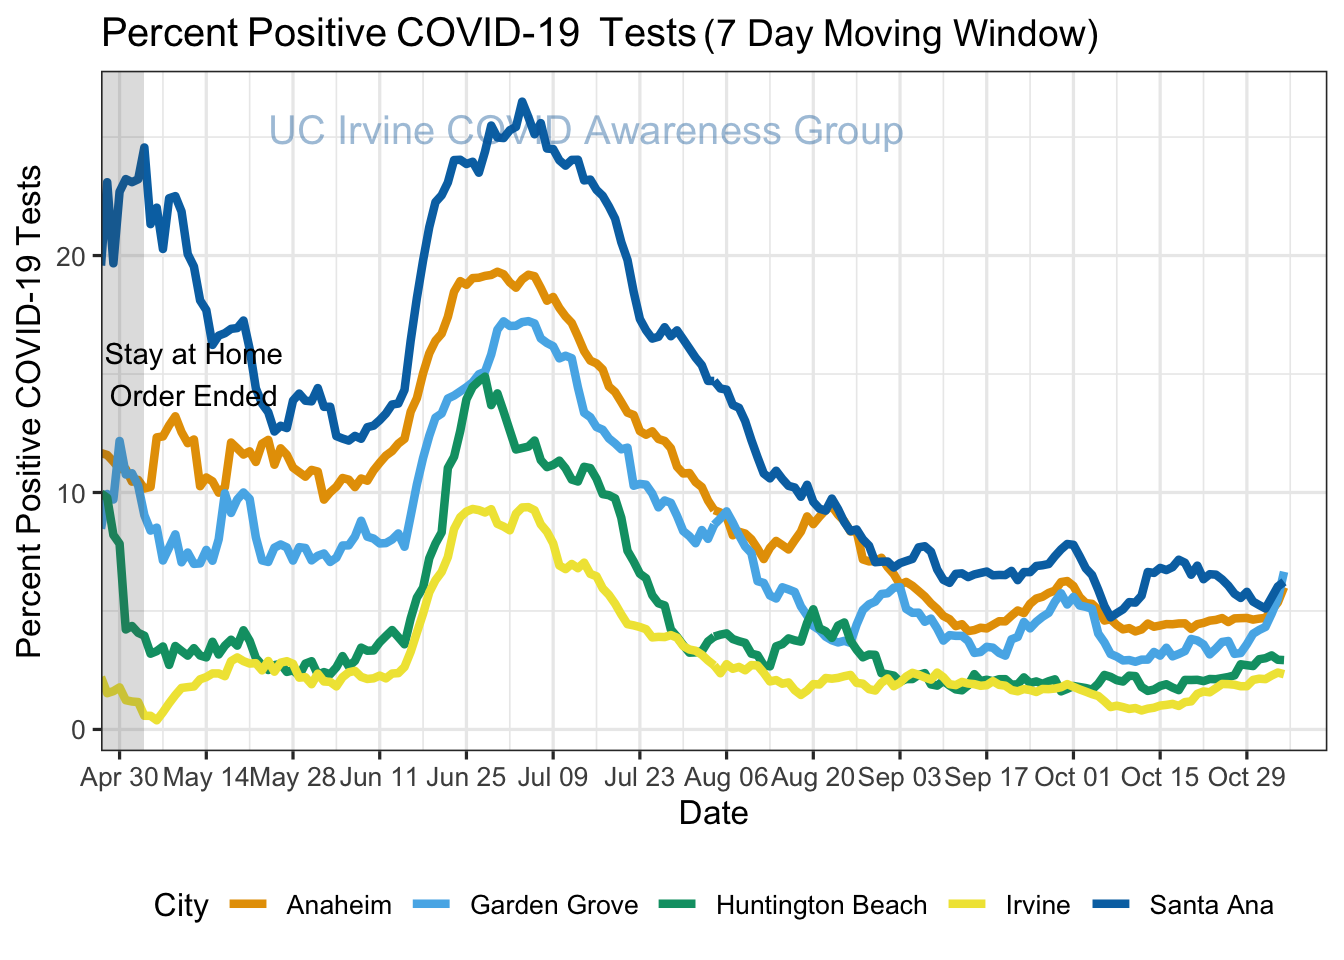 Percent Positive COVID-19 Tests (7 Day Moving Window)
UC Irvine COVID Awareness Group
Percent Positive COVID-19 Tests
20
10
0
Stay at Home
Order Ended
Apr 30 May 14 May 28 Jun 11 Jun 25 Jul 09 Jul 23 Aug 06 Aug 20 Sep 03 Sep 17 Oct 01 Oct 15 Oct 29
Date
City Anaheim Garden Grove Huntington Beach Irvine Santa Ana